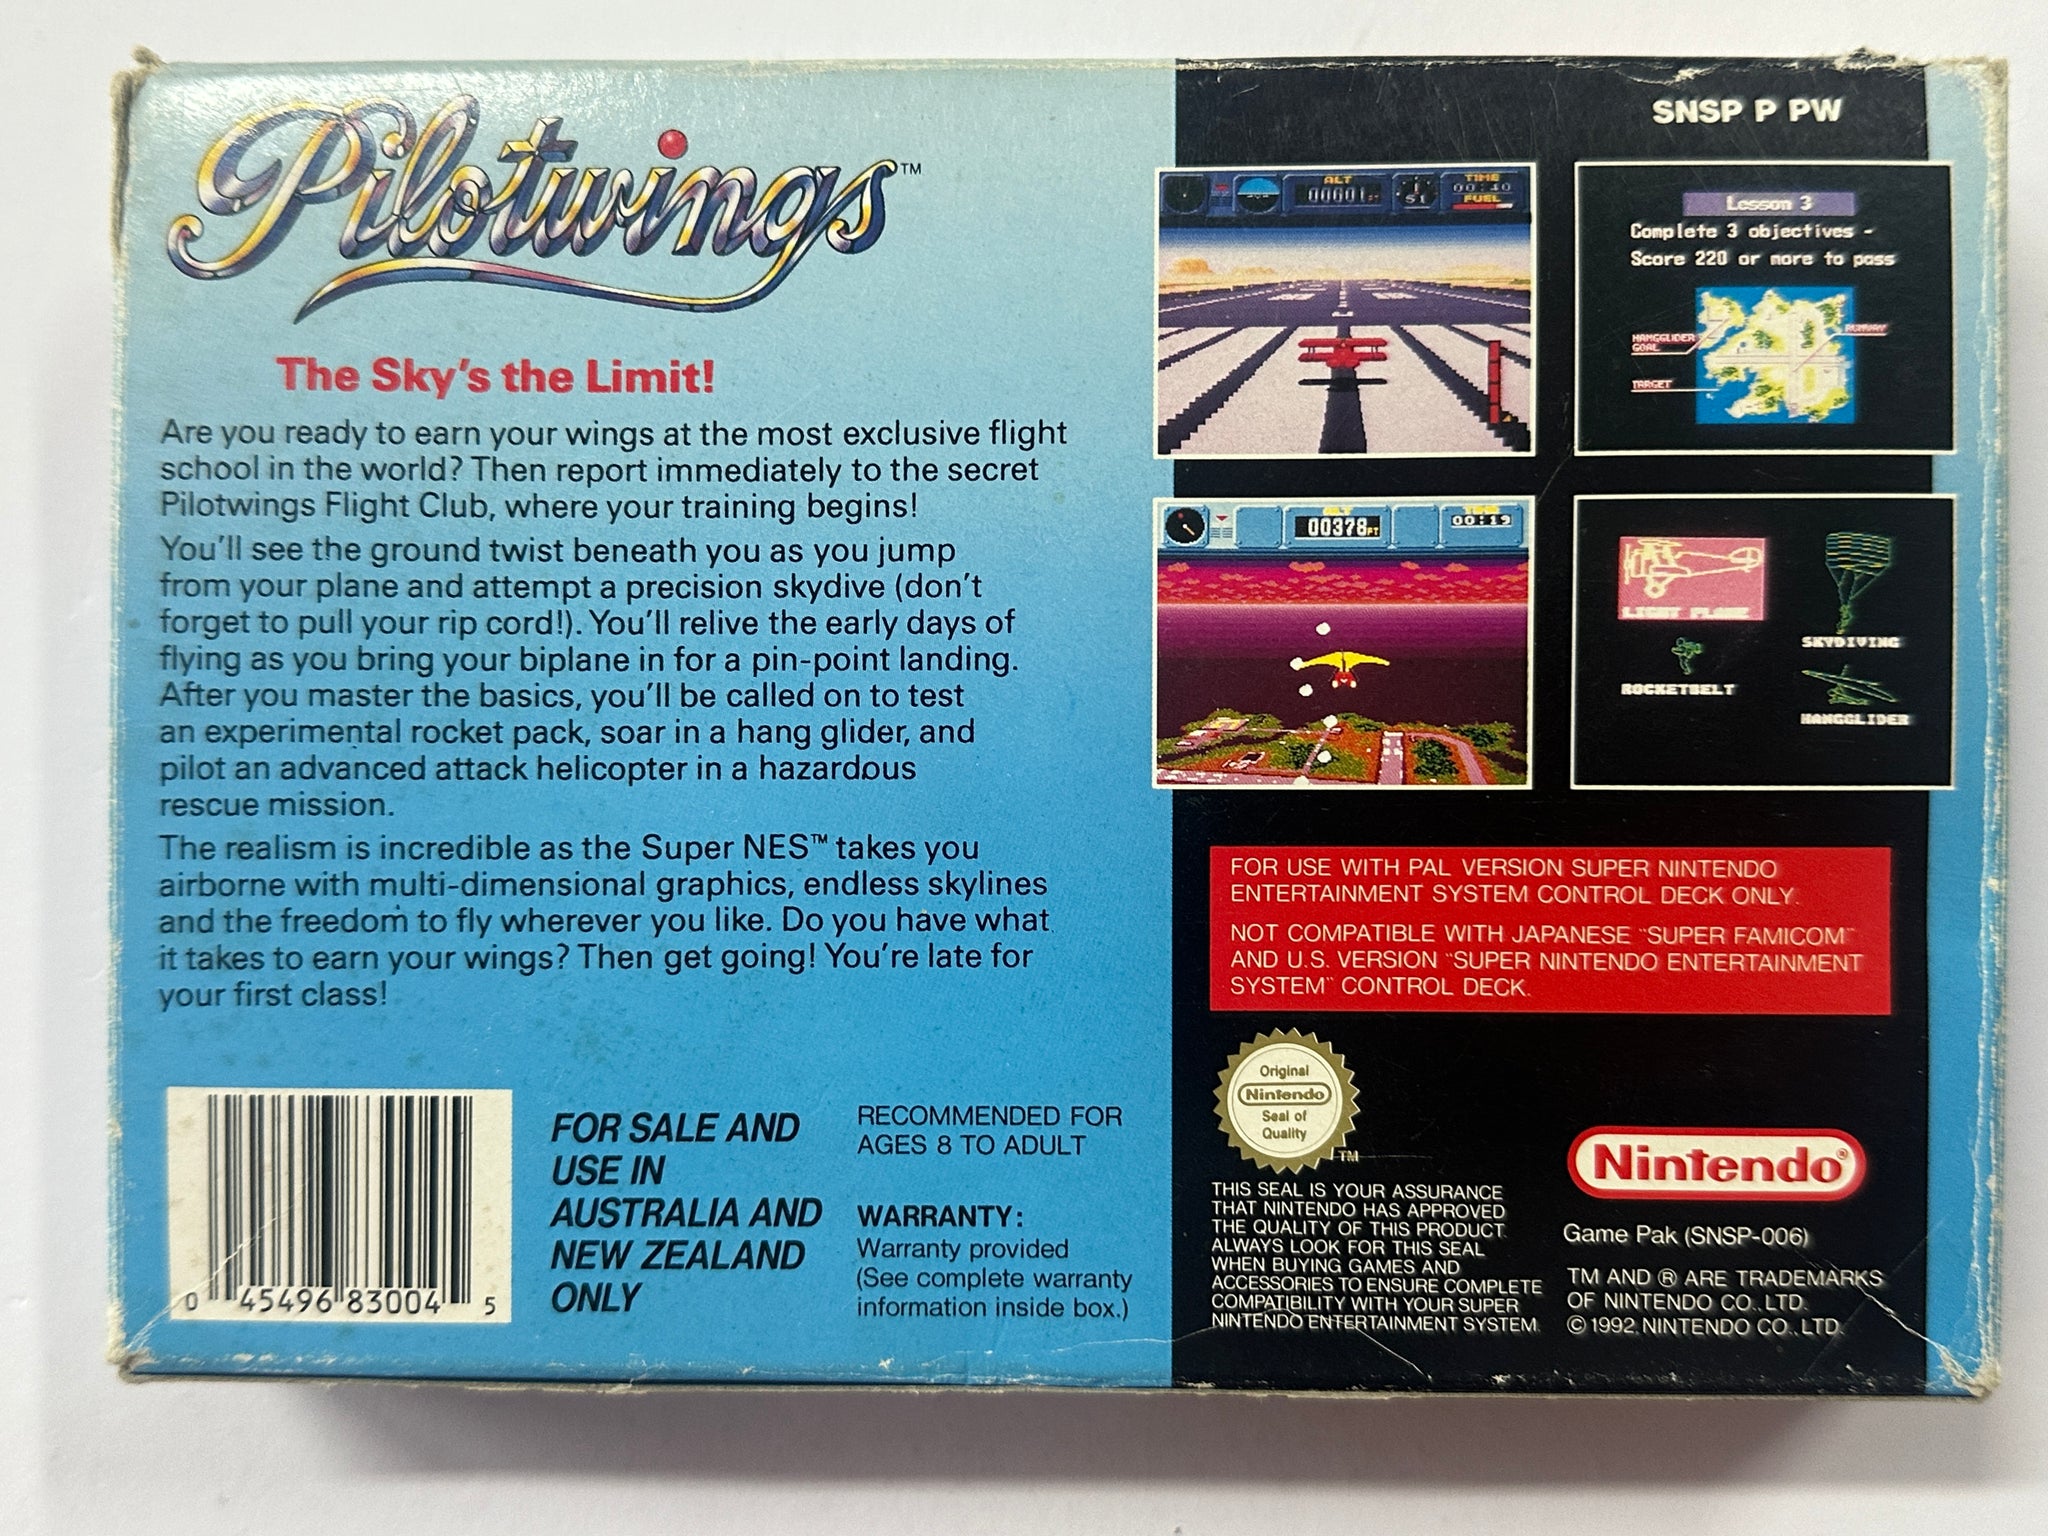 Pilotwings™
The Sky's the Limit!
Are you ready to earn your wings at the most exclusive flight
school in the world? Then report immediately to the secret
Pilotwings Flight Club, where your training begins!
You'll see the ground twist beneath you as you jump
from your plane and attempt a precision skydive (don't
forget to pull your rip cord!). You'll relive the early days of
flying as you bring your biplane in for a pin-point landing.
After you master the basics, you'll be called on to test
an experimental rocket pack, soar in a hang glider, and
pilot an advanced attack helicopter in a hazardous
rescue mission.
The realism is incredible as the Super NES™ takes you
airborne with multi-dimensional graphics, endless skylines
and the freedom to fly wherever you like. Do you have what
it takes to earn your wings? Then get going! You're late for
your first class!
0 45496 83004 5
FOR SALE AND
USE IN
AUSTRALIA AND
NEW ZEALAND
ONLY
RECOMMENDED FOR
AGES 8 TO ADULT
WARRANTY:
Warranty provided
(See complete warranty
information inside box.)
SNSP P PW
ALT
00601FT
51
TIME
00:40
FUEL
Lesson 3
Complete 3 objectives -
Score 220 or more to pass
HANGGLIDER
GOAL
RUNWAY
TARGET
ALT
00378FT
TIME
00:19
LIGHT PLANE
SKYDIVING
ROCKETBELT
HANGGLIDER
FOR USE WITH PAL VERSION SUPER NINTENDO
ENTERTAINMENT SYSTEM CONTROL DECK ONLY.
NOT COMPATIBLE WITH JAPANESE "SUPER FAMICOM"
AND U.S. VERSION "SUPER NINTENDO ENTERTAINMENT
SYSTEM" CONTROL DECK.
Original
Nintendo
Seal of
Quality
TM
THIS SEAL IS YOUR ASSURANCE
THAT NINTENDO HAS APPROVED
THE QUALITY OF THIS PRODUCT.
ALWAYS LOOK FOR THIS SEAL
WHEN BUYING GAMES AND
ACCESSORIES TO ENSURE COMPLETE
COMPATIBILITY WITH YOUR SUPER
NINTENDO ENTERTAINMENT SYSTEM.
Nintendo®
Game Pak (SNSP-006)
TM AND ® ARE TRADEMARKS
OF NINTENDO CO., LTD.
© 1992, NINTENDO CO., LTD.